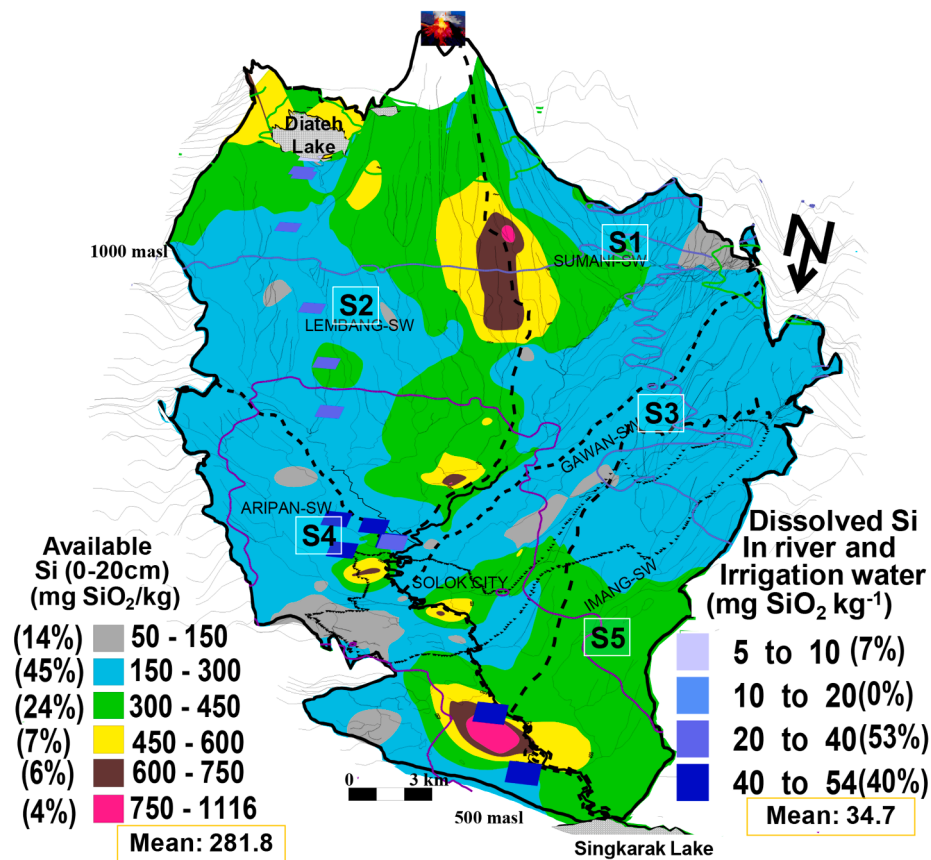 Diateh
Lake
1000 masl
S1
SUMANI-SW
N
S2
LEMBANG-SW
S3
GAWAN-SW
ARIPAN-SW
S4
SOLOK CITY
IMANG-SW
S5
Available
Si (0-20cm)
(mg SiO₂/kg)
(14%) 50 - 150
(45%) 150 - 300
(24%) 300 - 450
(7%) 450 - 600
(6%) 600 - 750
(4%) 750 - 1116
Mean: 281.8
Dissolved Si
In river and
Irrigation water
(mg SiO₂ kg⁻¹)
5 to 10 (7%)
10 to 20(0%)
20 to 40(53%)
40 to 54(40%)
Mean: 34.7
0 3 km
500 masl
Singkarak Lake